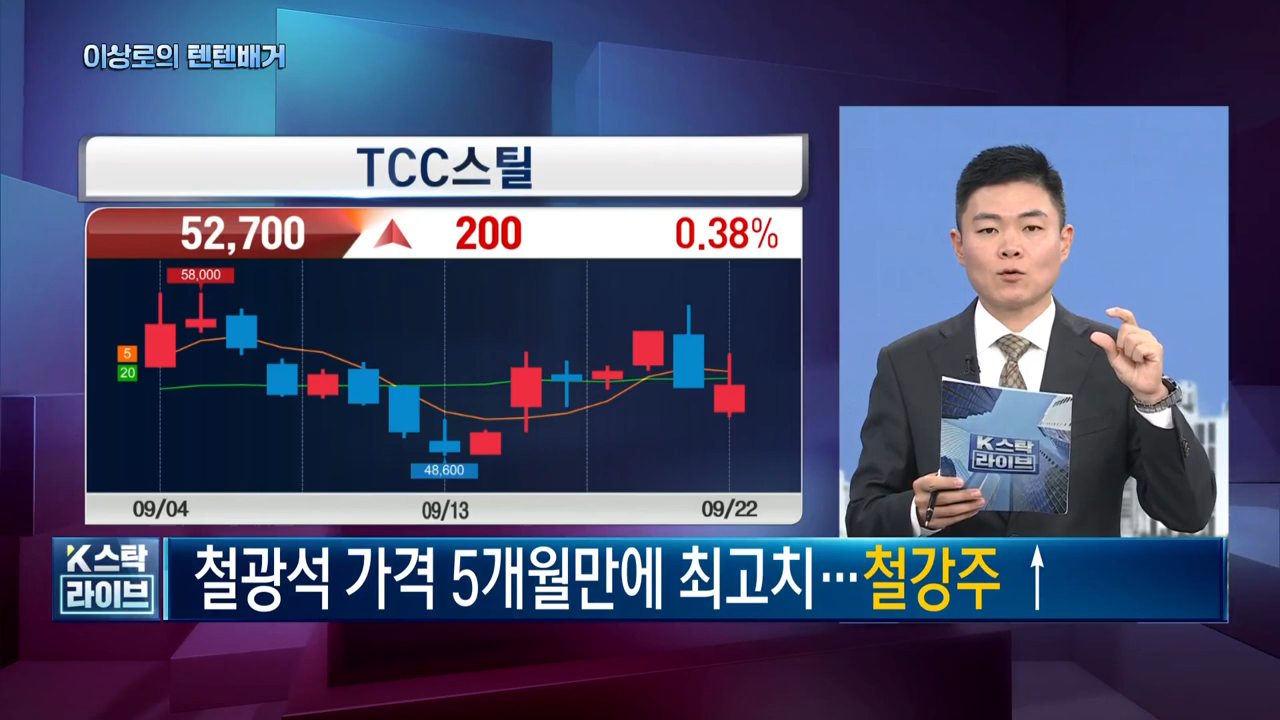 이상로의 텐텐배거
TCC스틸
52,700 ▲ 200 0.38%
58,000
5
20
48,600
09/04 09/13 09/22
K스탁
라이브
K스탁
라이브
철광석 가격 5개월만에 최고치…철강주 ↑